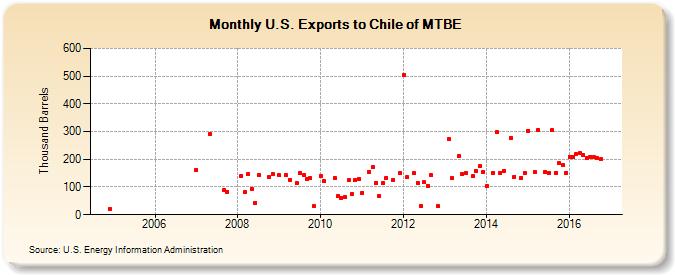 Monthly U.S. Exports to Chile of MTBE
Thousand Barrels
600
500
400
300
200
100
0
2006 2008 2010 2012 2014 2016
Source: U.S. Energy Information Administration